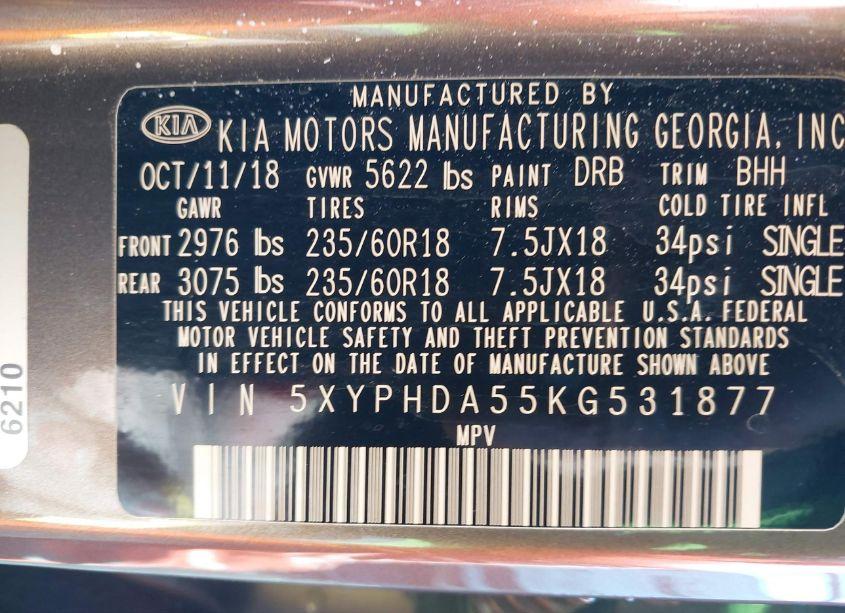 MANUFACTURED BY
KIA KIA MOTORS MANUFACTURING GEORGIA, INC
OCT/11/18 GVWR 5622 lbs PAINT DRB TRIM BHH
GAWR TIRES RIMS COLD TIRE INFL
FRONT 2976 lbs 235/60R18 7.5JX18 34psi SINGLE
REAR 3075 lbs 235/60R18 7.5JX18 34psi SINGLE
THIS VEHICLE CONFORMS TO ALL APPLICABLE U.S.A. FEDERAL
MOTOR VEHICLE SAFETY AND THEFT PREVENTION STANDARDS
IN EFFECT ON THE DATE OF MANUFACTURE SHOWN ABOVE
VIN 5XYPHDA55KG531877
MPV
6210